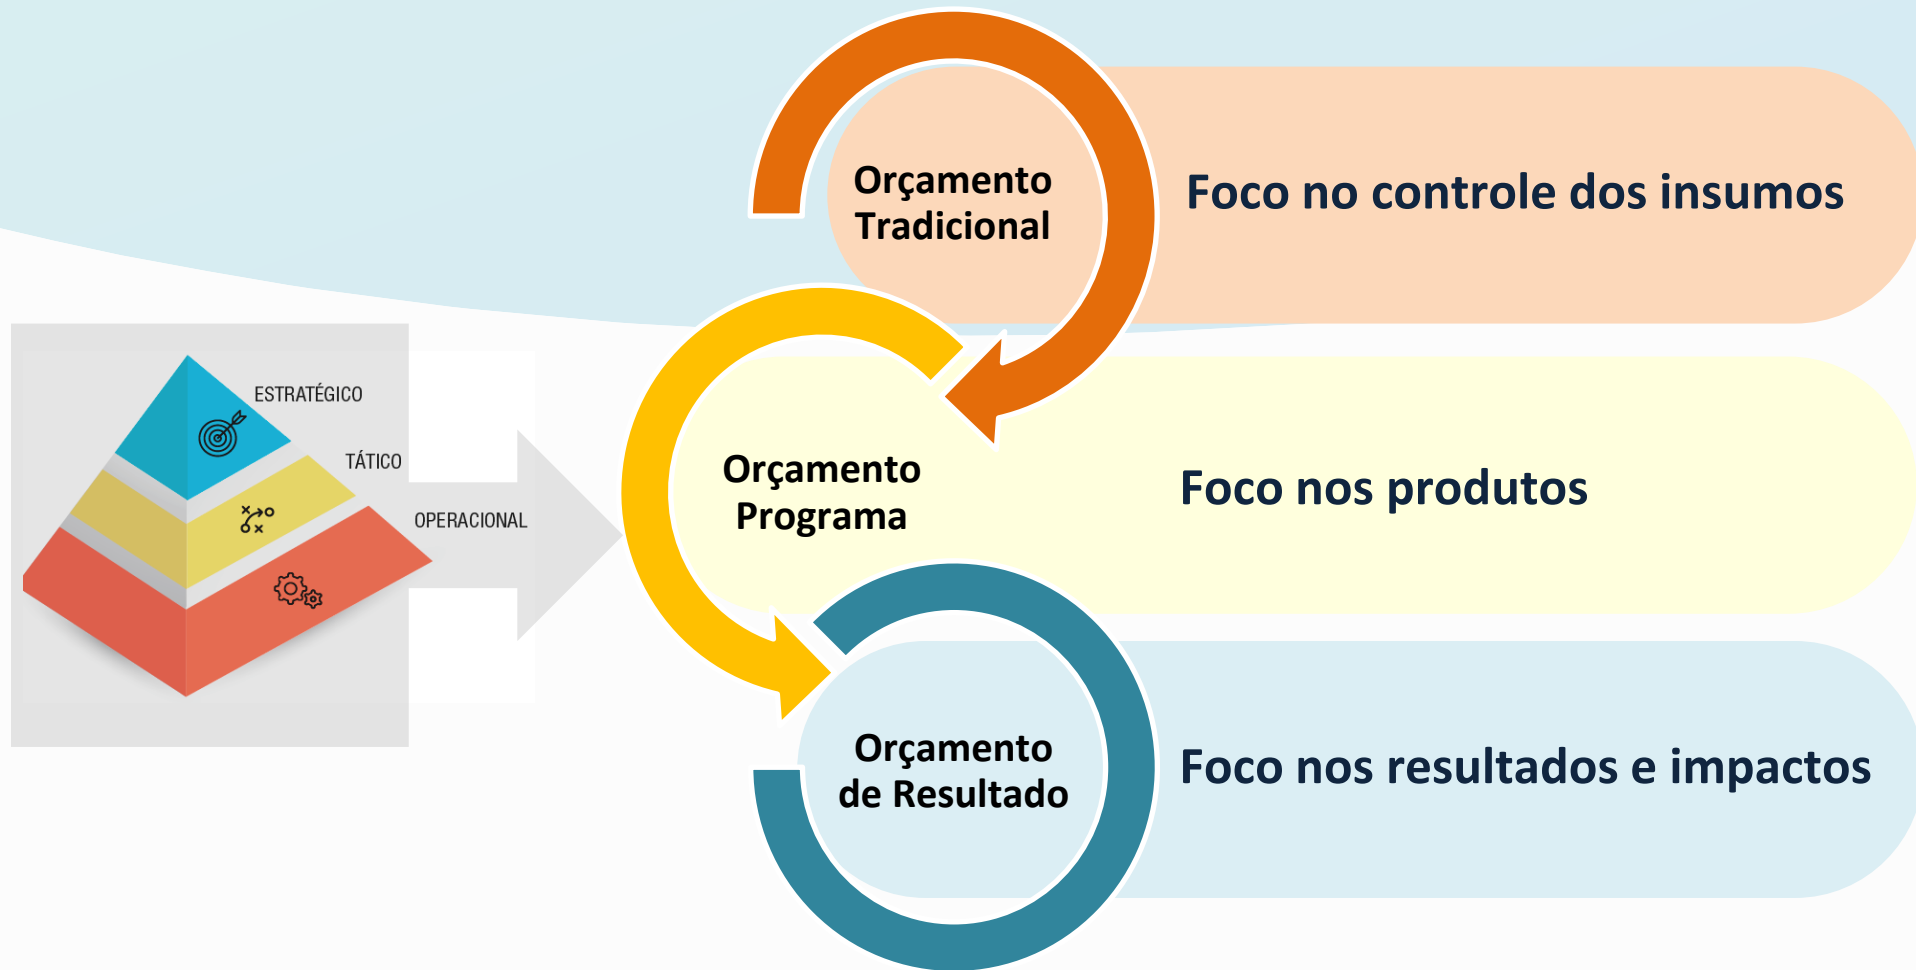 Orçamento
Tradicional
Foco no controle dos insumos
ESTRATÉGICO
TÁTICO
OPERACIONAL
Orçamento
Programa
Foco nos produtos
Orçamento
de Resultado
Foco nos resultados e impactos